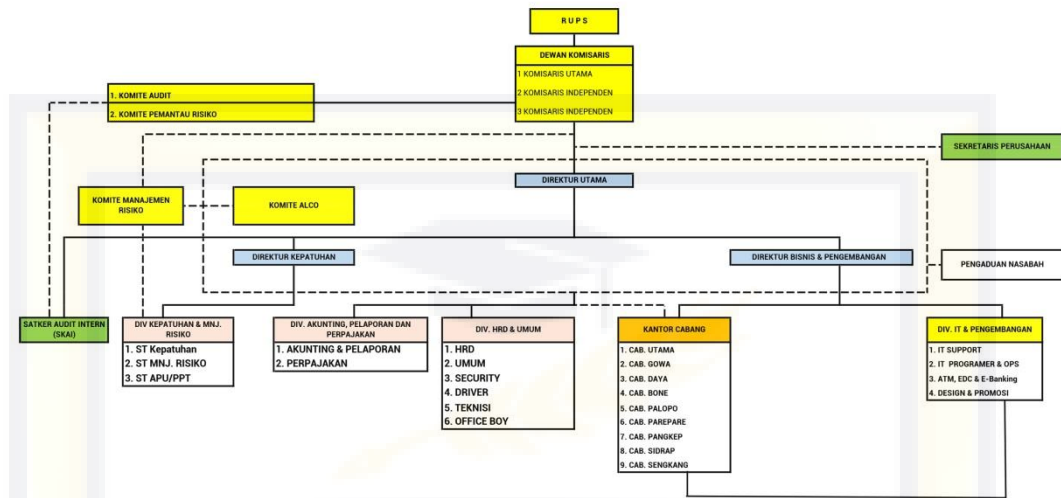 R U P S
DEWAN KOMISARIS
1 KOMISARIS UTAMA
2 KOMISARIS INDEPENDEN
3 KOMISARIS INDEPENDEN
1. KOMITE AUDIT
2. KOMITE PEMANTAU RISIKO
SEKRETARIS PERUSAHAAN
DIREKTUR UTAMA
KOMITE MANAJEMEN
RISIKO
KOMITE ALCO
DIREKTUR KEPATUHAN
DIREKTUR BISNIS & PENGEMBANGAN
PENGADUAN NASABAH
SATKER AUDIT INTERN
(SKAI)
DIV KEPATUHAN & MNJ.
RISIKO
1. ST Kepatuhan
2. ST MNJ. RISIKO
3. ST APU/PPT
DIV. AKUNTING, PELAPORAN DAN
PERPAJAKAN
1. AKUNTING & PELAPORAN
2. PERPAJAKAN
DIV. HRD & UMUM
1. HRD
2. UMUM
3. SECURITY
4. DRIVER
5. TEKNISI
6. OFFICE BOY
KANTOR CABANG
1. CAB. UTAMA
2. CAB. GOWA
3. CAB. DAYA
4. CAB. BONE
5. CAB. PALOPO
6. CAB. PAREPARE
7. CAB. PANGKEP
8. CAB. SIDRAP
9. CAB. SENGKANG
DIV. IT & PENGEMBANGAN
1. IT SUPPORT
2. IT PROGRAMER & OPS
3. ATM, EDC & E-Banking
4. DESIGN & PROMOSI